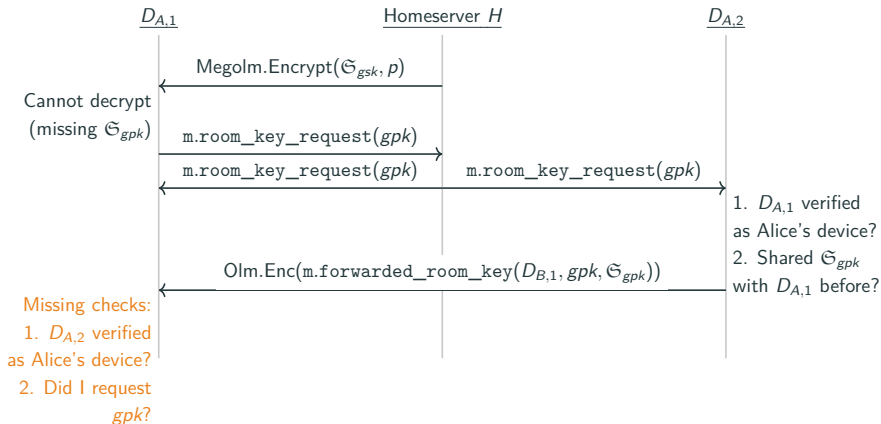 D_{A,1} Homeserver H D_{A,2}
Megolm.Encrypt(𝔖_{gsk}, p)
Cannot decrypt
(missing 𝔖_{gpk})
m.room_key_request(gpk)
m.room_key_request(gpk) m.room_key_request(gpk)
1. D_{A,1} verified
as Alice's device?
2. Shared 𝔖_{gpk}
with D_{A,1} before?
Olm.Enc(m.forwarded_room_key(D_{B,1}, gpk, 𝔖_{gpk}))
Missing checks:
1. D_{A,2} verified
as Alice's device?
2. Did I request
gpk?